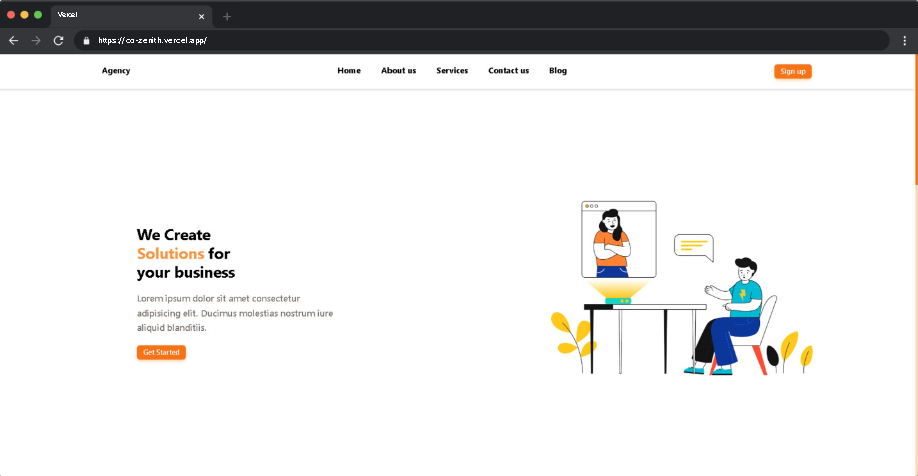 Vercel
https://co-zenith.vercel.app/
Agency
Home About us Services Contact us Blog
Sign up
We Create
Solutions for
your business
Lorem ipsum dolor sit amet consectetur
adipisicing elit. Ducimus molestias nostrum iure
aliquid blanditiis.
Get Started